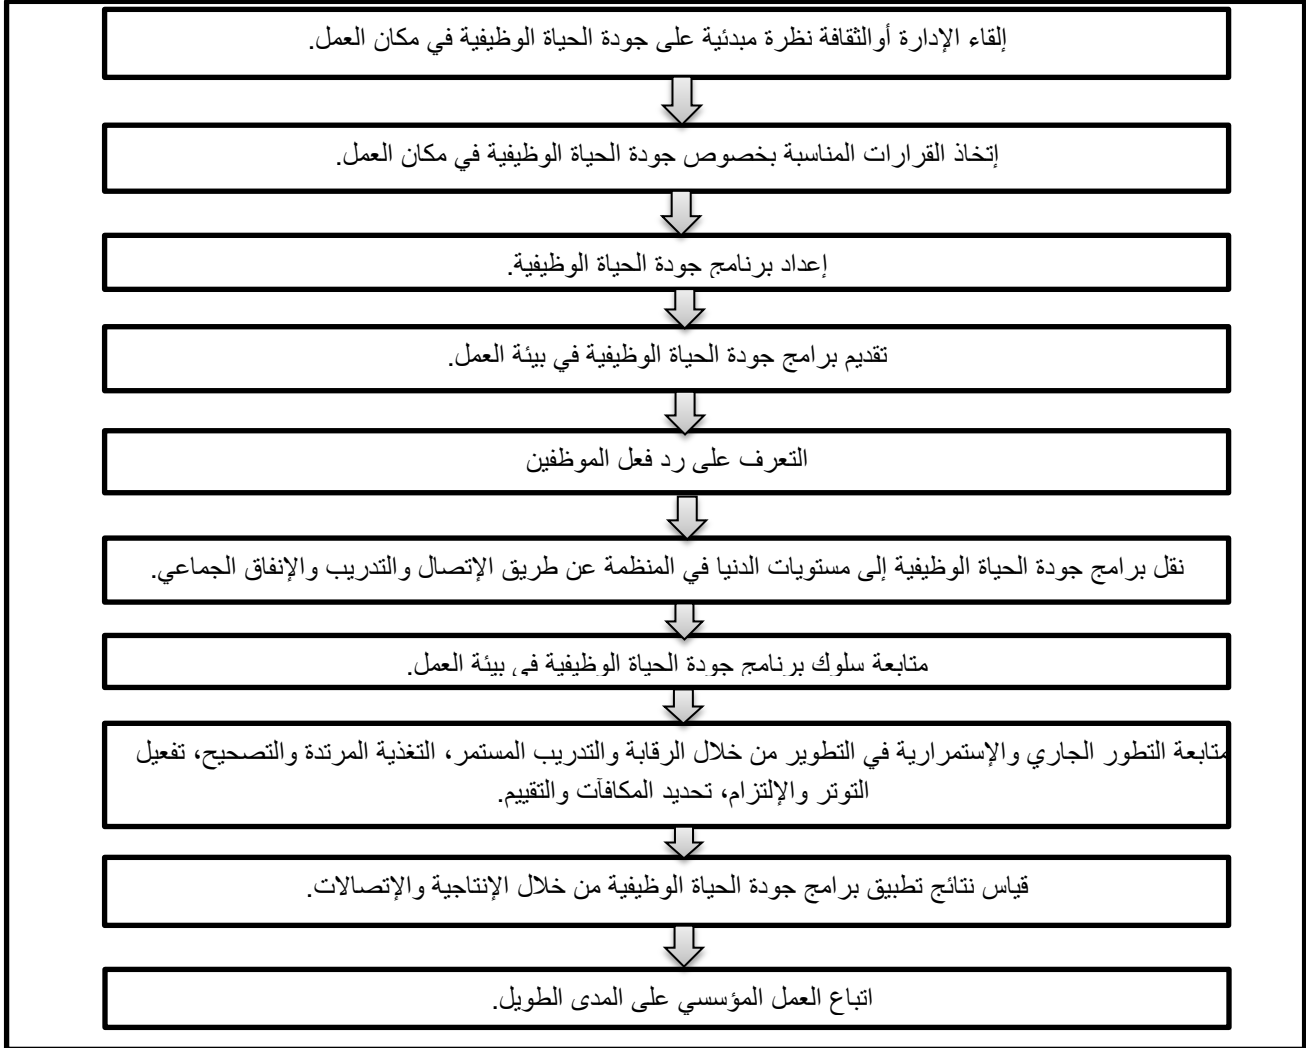 إلقاء الإدارة أوالثقافة نظرة مبدئية على جودة الحياة الوظيفية في مكان العمل.
إتخاذ القرارات المناسبة بخصوص جودة الحياة الوظيفية في مكان العمل.
إعداد برنامج جودة الحياة الوظيفية.
تقديم برامج جودة الحياة الوظيفية في بيئة العمل.
التعرف على رد فعل الموظفين
نقل برامج جودة الحياة الوظيفية إلى مستويات الدنيا في المنظمة عن طريق الإتصال والتدريب والإنفاق الجماعي.
متابعة سلوك برنامج جودة الحياة الوظيفية في بيئة العمل.
متابعة التطور الجاري والإستمرارية في التطوير من خلال الرقابة والتدريب المستمر، التغذية المرتدة والتصحيح، تفعيل
التوتر والإلتزام، تحديد المكافآت والتقييم.
قياس نتائج تطبيق برامج جودة الحياة الوظيفية من خلال الإنتاجية والإتصالات.
اتباع العمل المؤسسي على المدى الطويل.